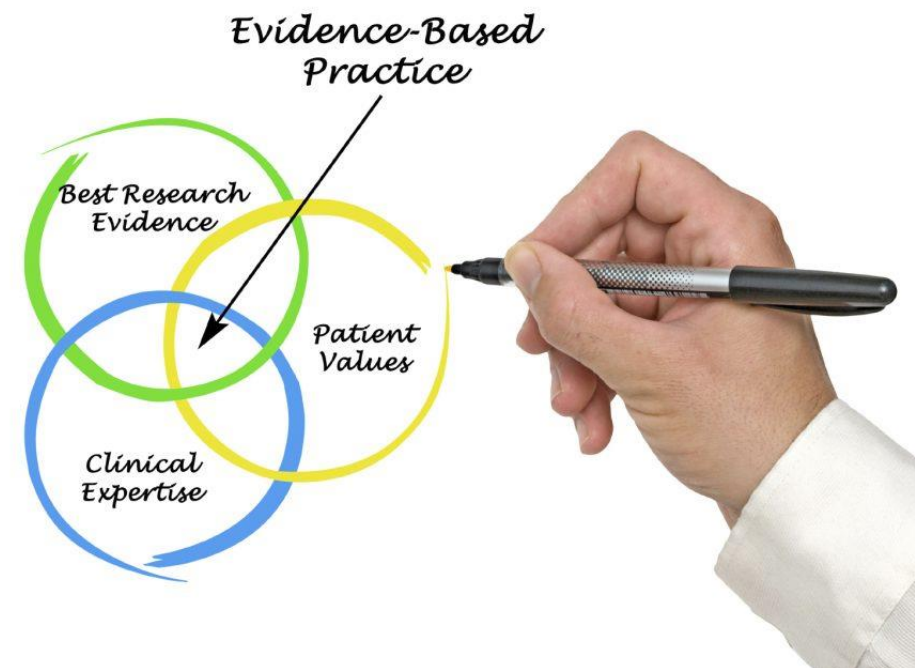 Evidence-Based
Practice
Best Research
Evidence
Patient
Values
Clinical
Expertise